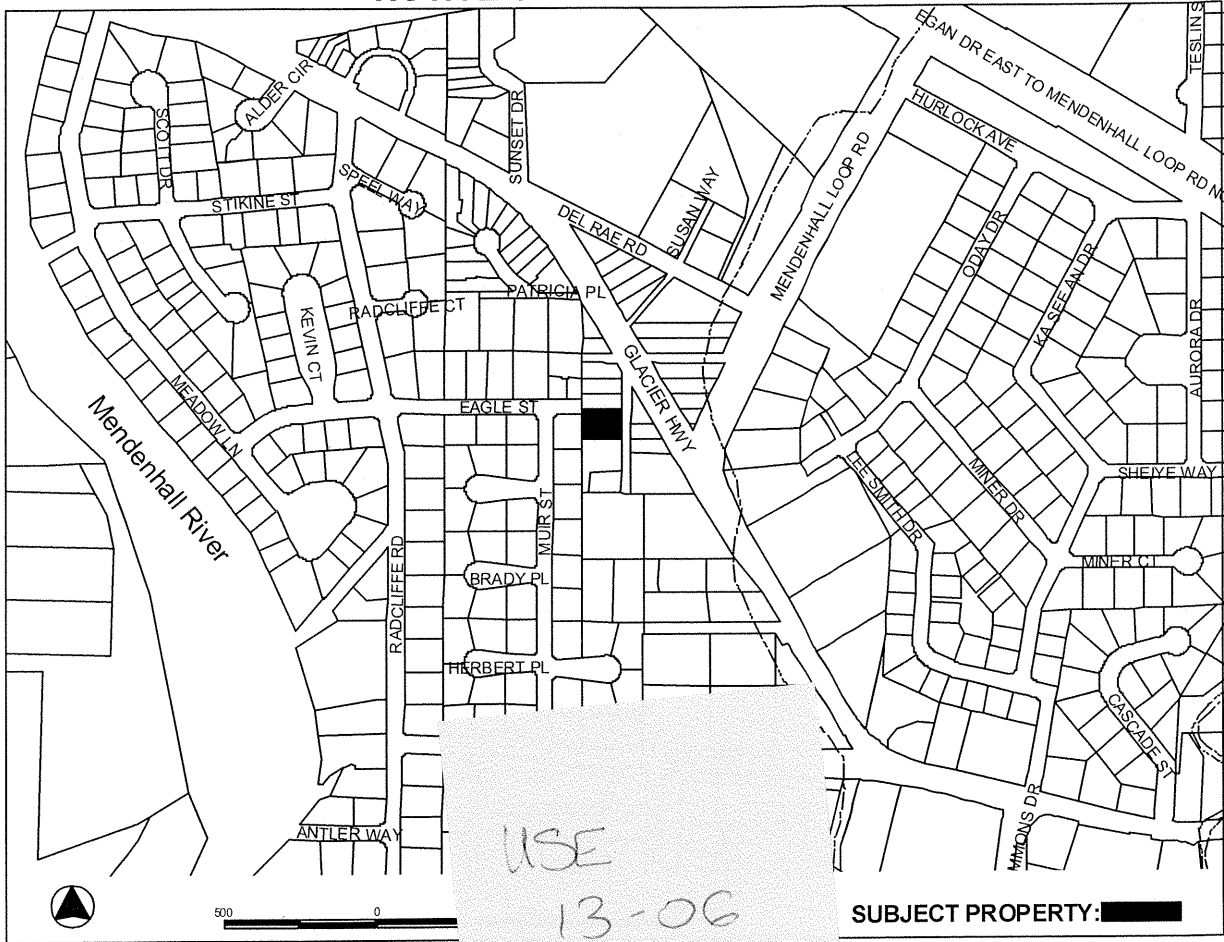 EGAN DR EAST TO MENDENHALL LOOP RD
TESLIN
HURLOCK AVE
ALDER CIR
SCOTT DR
SUNSET DR
SPEEL WAY
STIKINE ST
SUSAN WAY
DEL RAE RD
MENDENHALL LOOP RD
ODAY DR
KA SEE AN DR
PATRICIA PL
RADCLIFFE CT
KEVIN CT
AURORA DR
GLACIER HWY
MEADOW LN
EAGLE ST
Mendenhall River
LEE SMITH DR
MINER DR
SHEIYE WAY
MUIR ST
MINER CT
BRADY PL
RADCLIFFE RD
HERBERT PL
CASCADE ST
MMONS DR
ANTLER WAY
USE
13-06
500 0
SUBJECT PROPERTY: